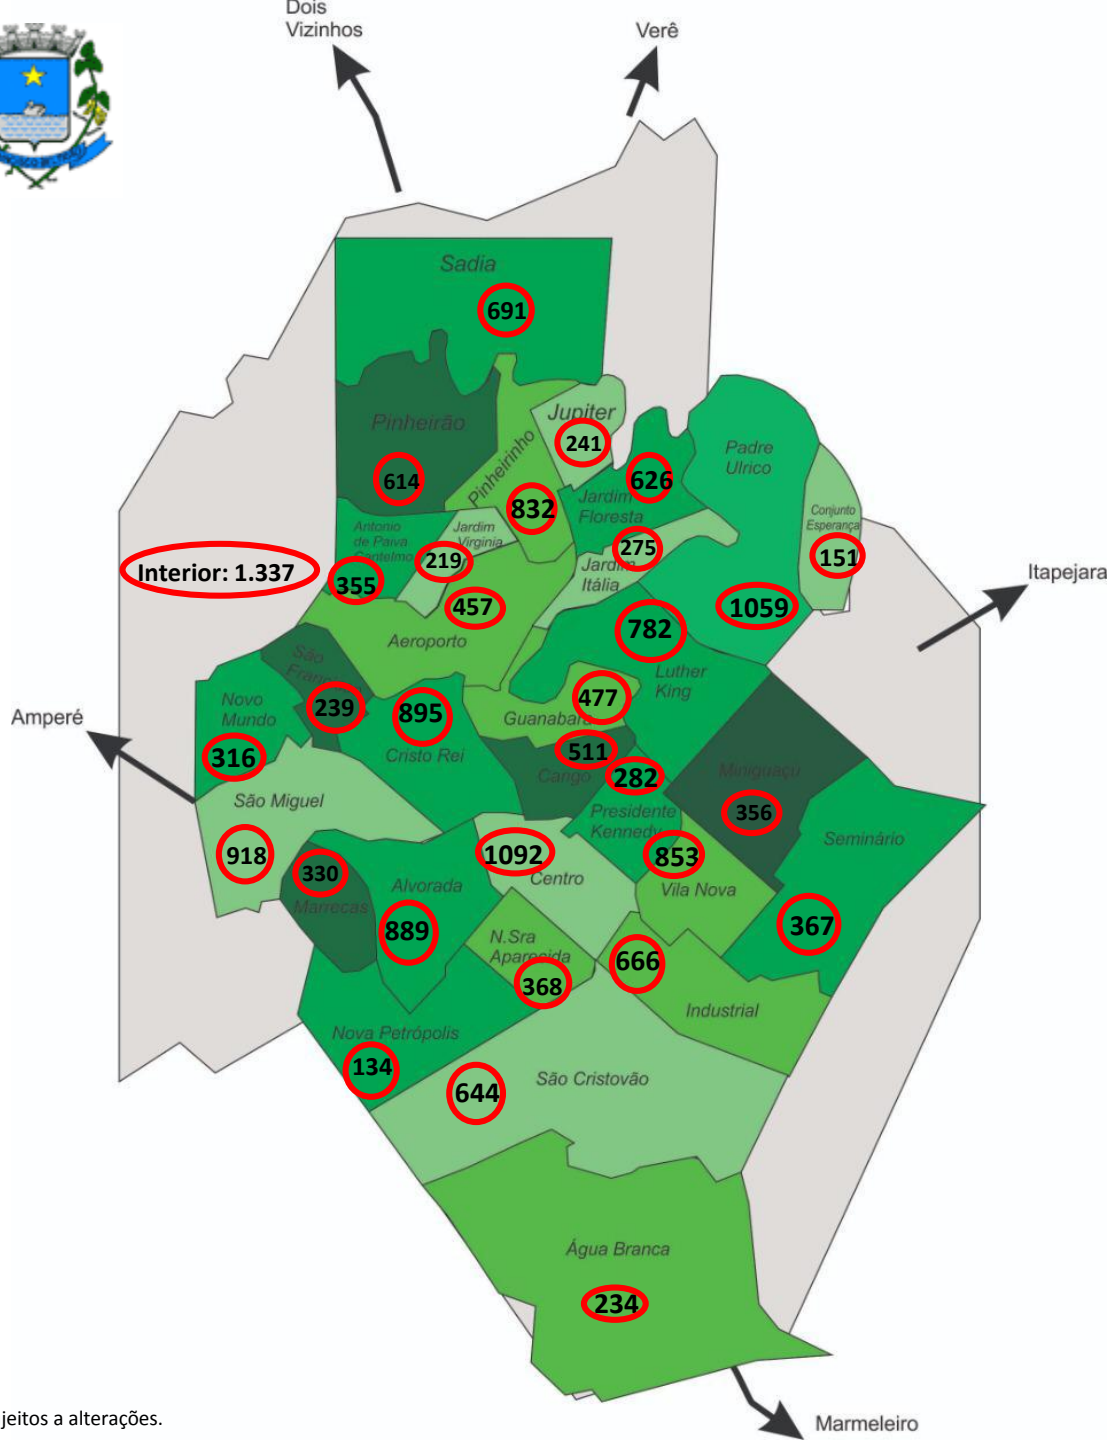 Dois
Vizinhos
Verê
Sadia
691
Pinheirão
614
Pinheirinho
832
Jupiter
241
626
Jardim
Floresta
Padre
Ulrico
1059
Conjunto
Esperança
151
Antonio
de Paiva
Cantelmo
355
Jardim
Virginia
219
275
Jardim
Itália
Interior: 1.337
Itapejara
457
Aeroporto
782
Luther
King
São
239
Novo
Mundo
316
895
Cristo Rei
477
Guanabara
511
Cango
282
Presidente
Kennedy
Miniguaçu
356
Amperé
São Miguel
918
330
Marrecas
Alvorada
889
1092
Centro
853
Vila Nova
Seminário
367
N.Sra
Aparecida
368
666
Industrial
Nova Petrópolis
134
644
São Cristovão
Água Branca
234
jeitos a alterações.
Marmeleiro